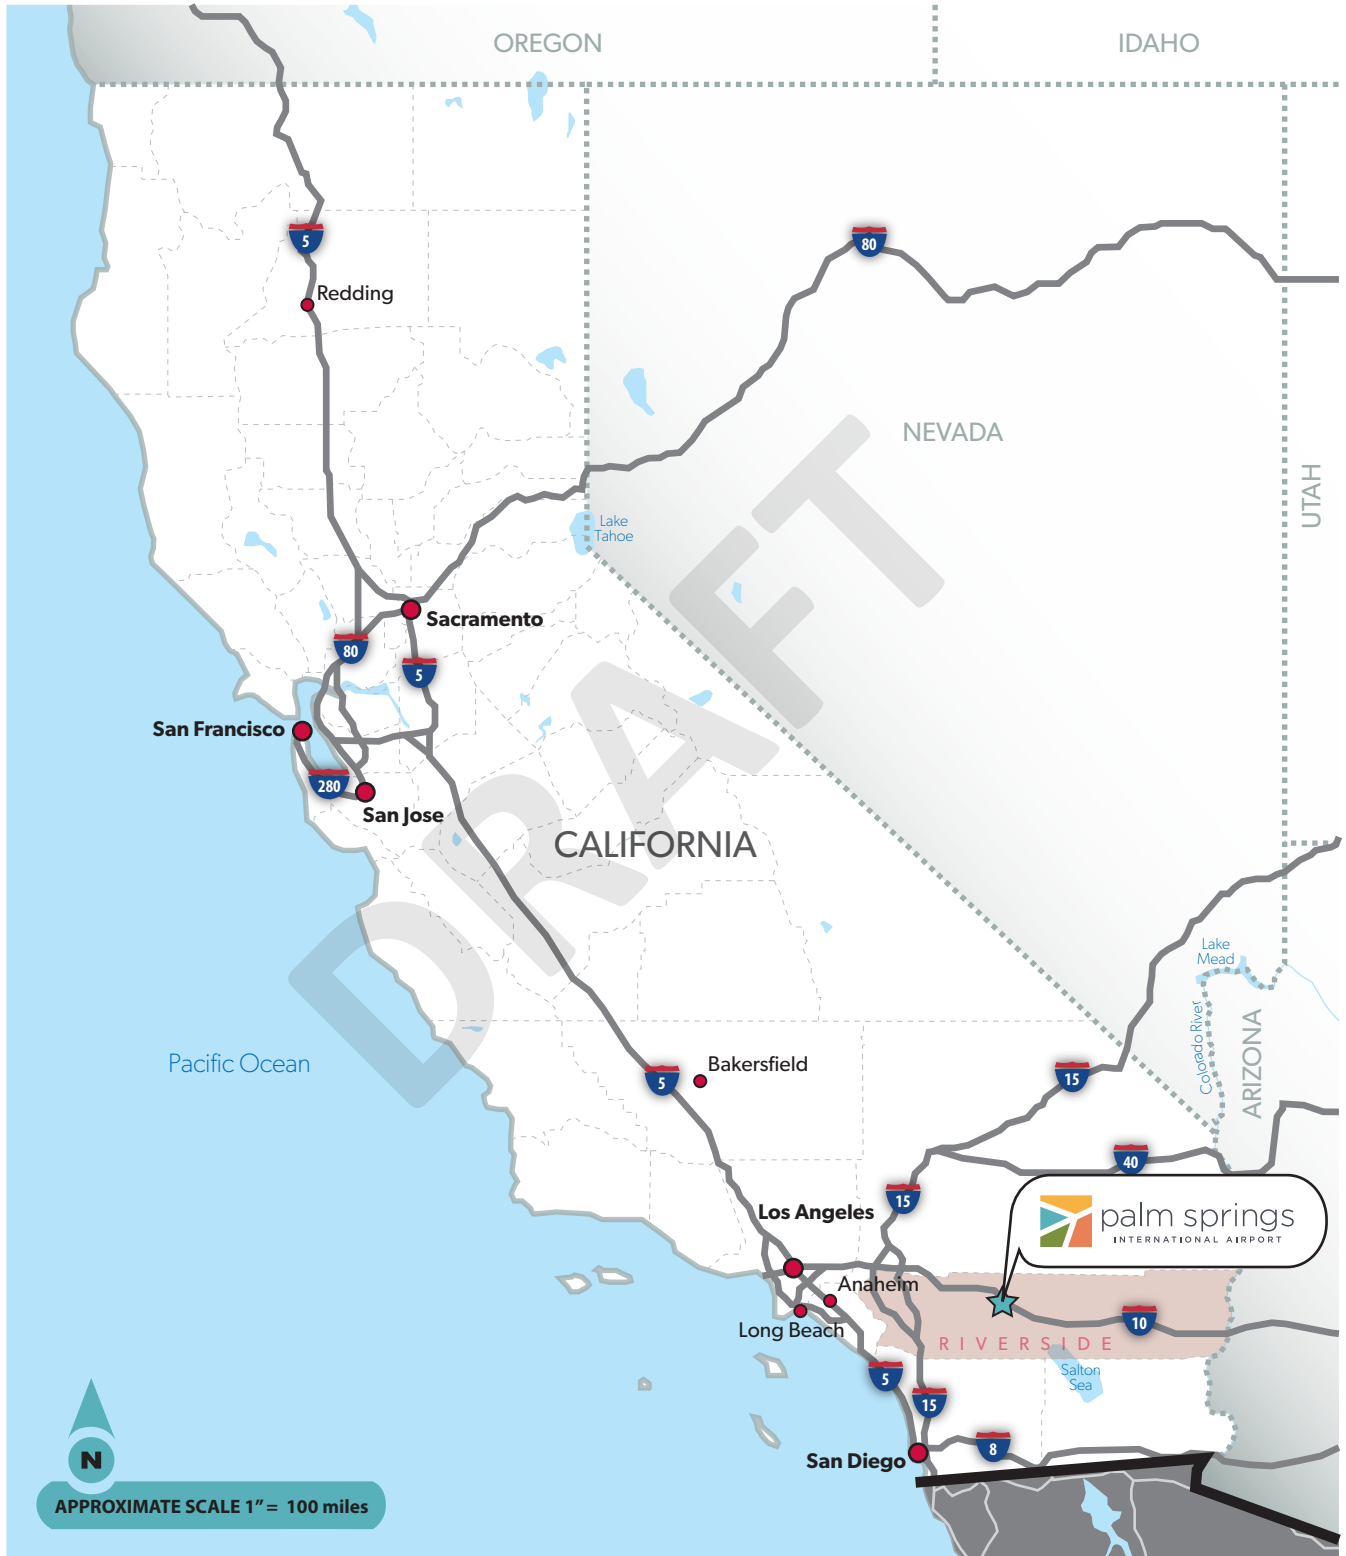 OREGON
IDAHO
5
80
Redding
NEVADA
UTAH
Lake
Tahoe
Sacramento
80
5
San Francisco
280
San Jose
CALIFORNIA
DRAFT
Lake
Mead
Colorado River
ARIZONA
Pacific Ocean
Bakersfield
5
15
40
15
Los Angeles
palm springs
INTERNATIONAL AIRPORT
Anaheim
Long Beach
10
RIVERSIDE
Salton
Sea
5
15
8
San Diego
N
APPROXIMATE SCALE 1" = 100 miles